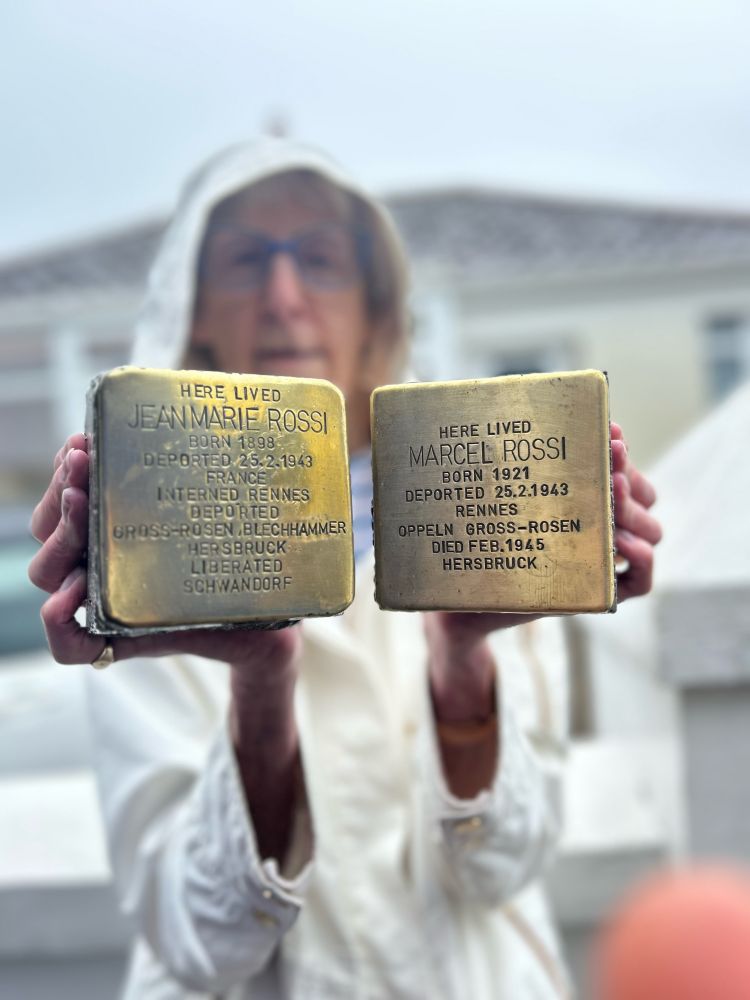 HERE LIVED
JEAN MARIE ROSSI
BORN 1898
DEPORTED 25.2.1943
FRANCE
INTERNED RENNES
DEPORTED
GROSS-ROSEN, BLECHHAMMER
HERSBRUCK
LIBERATED
SCHWANDORF
HERE LIVED
MARCEL ROSSI
BORN 1921
DEPORTED 25.2.1943
RENNES
OPPELN GROSS-ROSEN
DIED FEB.1945
HERSBRUCK